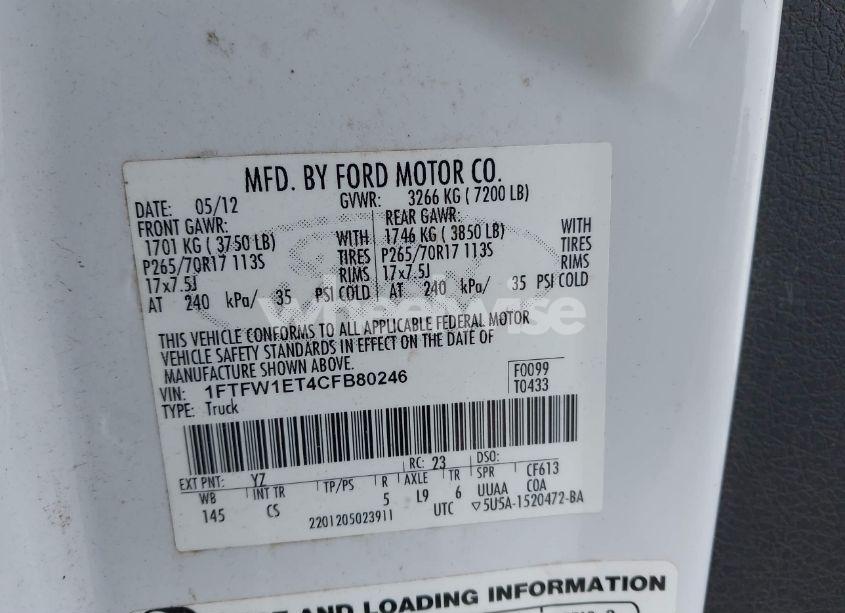 MFD. BY FORD MOTOR CO.
DATE: 05/12 GVWR: 3266 KG ( 7200 LB)
FRONT GAWR: REAR GAWR:
1701 KG ( 3750 LB) WITH 1746 KG ( 3850 LB) WITH
P265/70R17 113S TIRES P265/70R17 113S TIRES
17x7.5J RIMS 17x7.5J RIMS
AT 240 kPa/ 35 PSI COLD AT 240 kPa/ 35 PSI COLD
wheelwise
THIS VEHICLE CONFORMS TO ALL APPLICABLE FEDERAL MOTOR
VEHICLE SAFETY STANDARDS IN EFFECT ON THE DATE OF
MANUFACTURE SHOWN ABOVE.
VIN: 1FTFW1ET4CFB80246 F0099
TYPE: Truck T0433
EXT PNT: YZ RC: 23 DSO:
WB INT TR TP/PS R AXLE TR SPR CF613
145 CS 5 L9 6 UUAA COA
2201205023911 UTC ▽5U5A-1520472-BA
AND LOADING INFORMATION